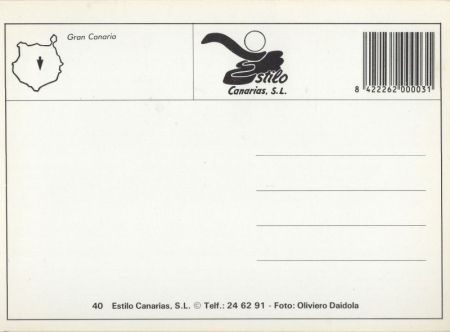 Gran Canaria
Estilo
Canarias, S.L.
8 422262 000031
40 Estilo Canarias, S.L. © Telf.: 24 62 91 - Foto: Oliviero Daidola